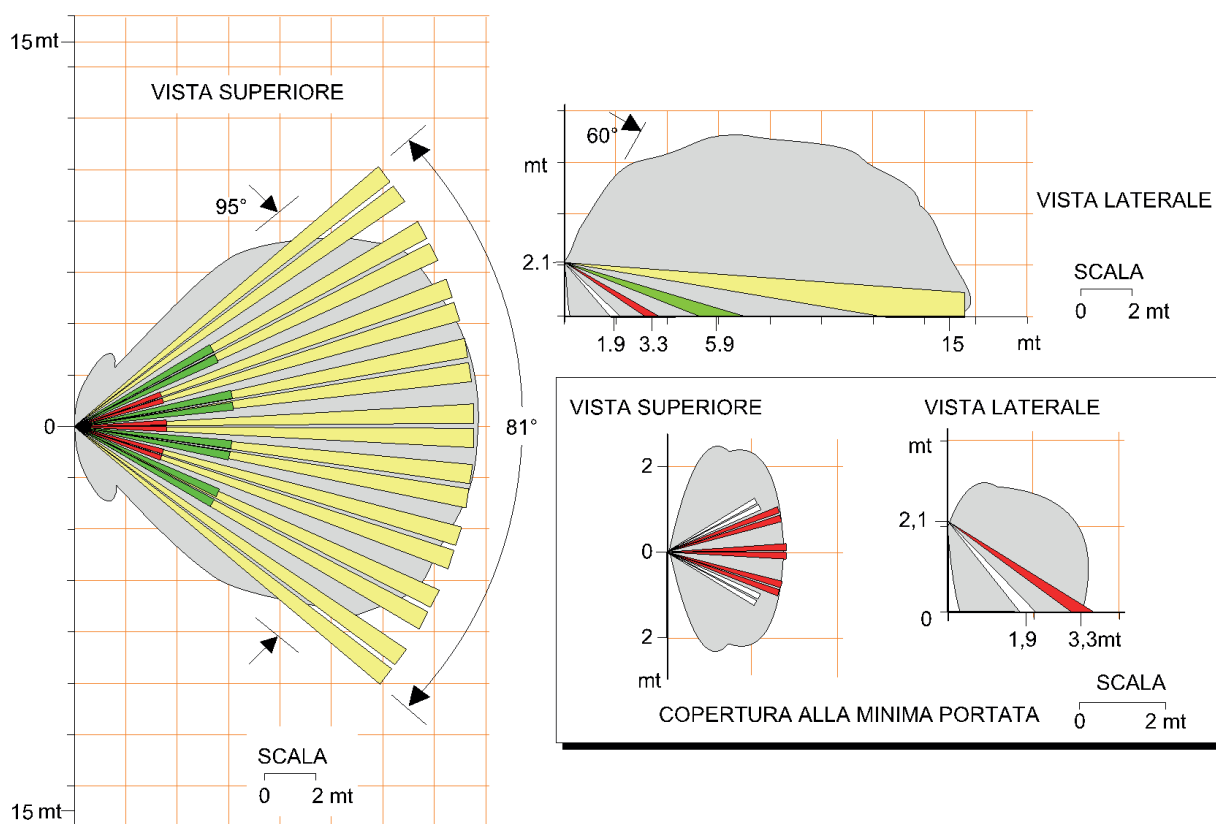 15 mt
VISTA SUPERIORE
95°
0
81°
SCALA
0 2 mt
15 mt
60°
mt
VISTA LATERALE
2.1
SCALA
0 2 mt
1.9 3.3 5.9 15 mt
VISTA SUPERIORE
2
0
2
mt
VISTA LATERALE
mt
2,1
0
1,9 3,3mt
SCALA
0 2 mt
COPERTURA ALLA MINIMA PORTATA